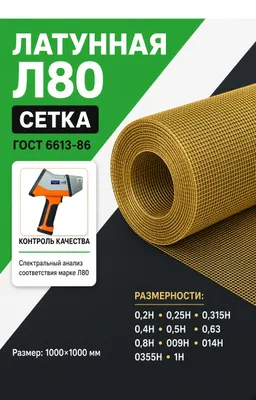 ЛАТУННАЯ
Л80
СЕТКА
ГОСТ 6613-86
КОНТРОЛЬ КАЧЕСТВА
Спектральный анализ
соответствия марке Л80
Размер: 1000×1000 мм
РАЗМЕРНОСТИ:
0,2Н • 0,25Н • 0,315Н
0,4Н • 0,5Н • 0,63
0,8Н • 009Н • 014Н
0355Н • 1Н